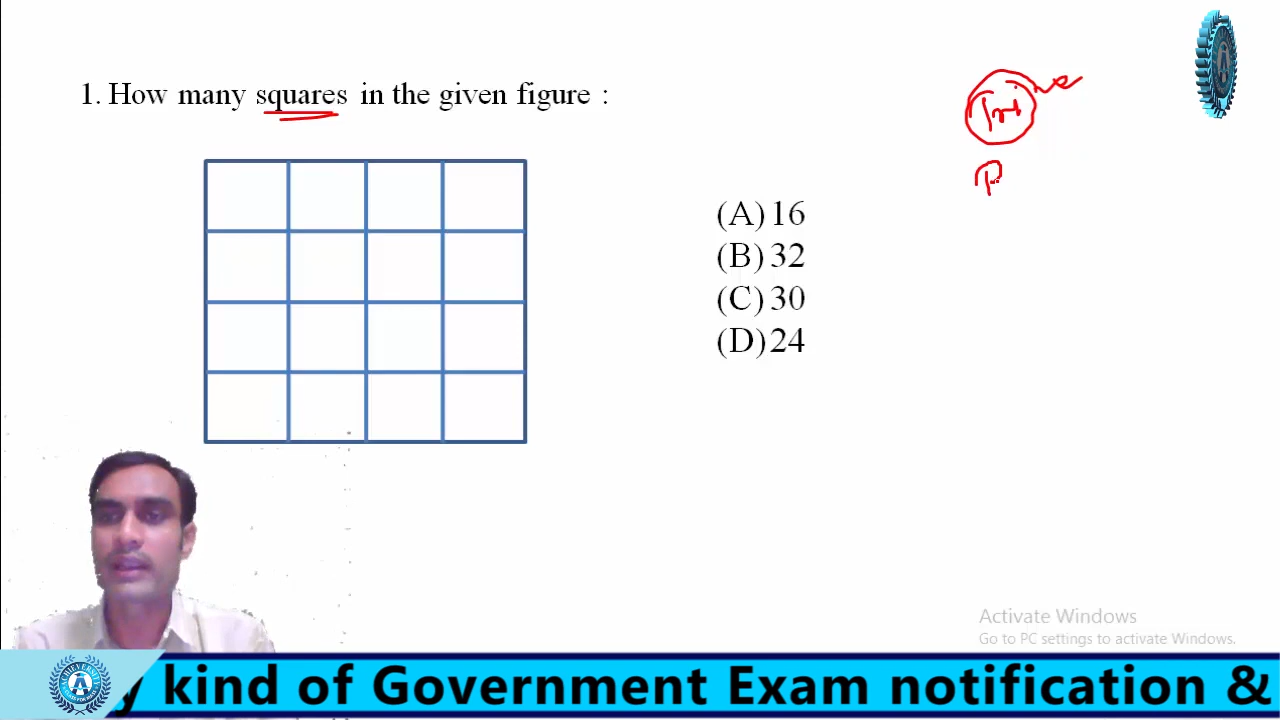 1. How many squares in the given figure :
Tri
P
(A) 16
(B) 32
(C) 30
(D) 24
Activate Windows
Go to PC settings to activate Windows.
y kind of Government Exam notification &